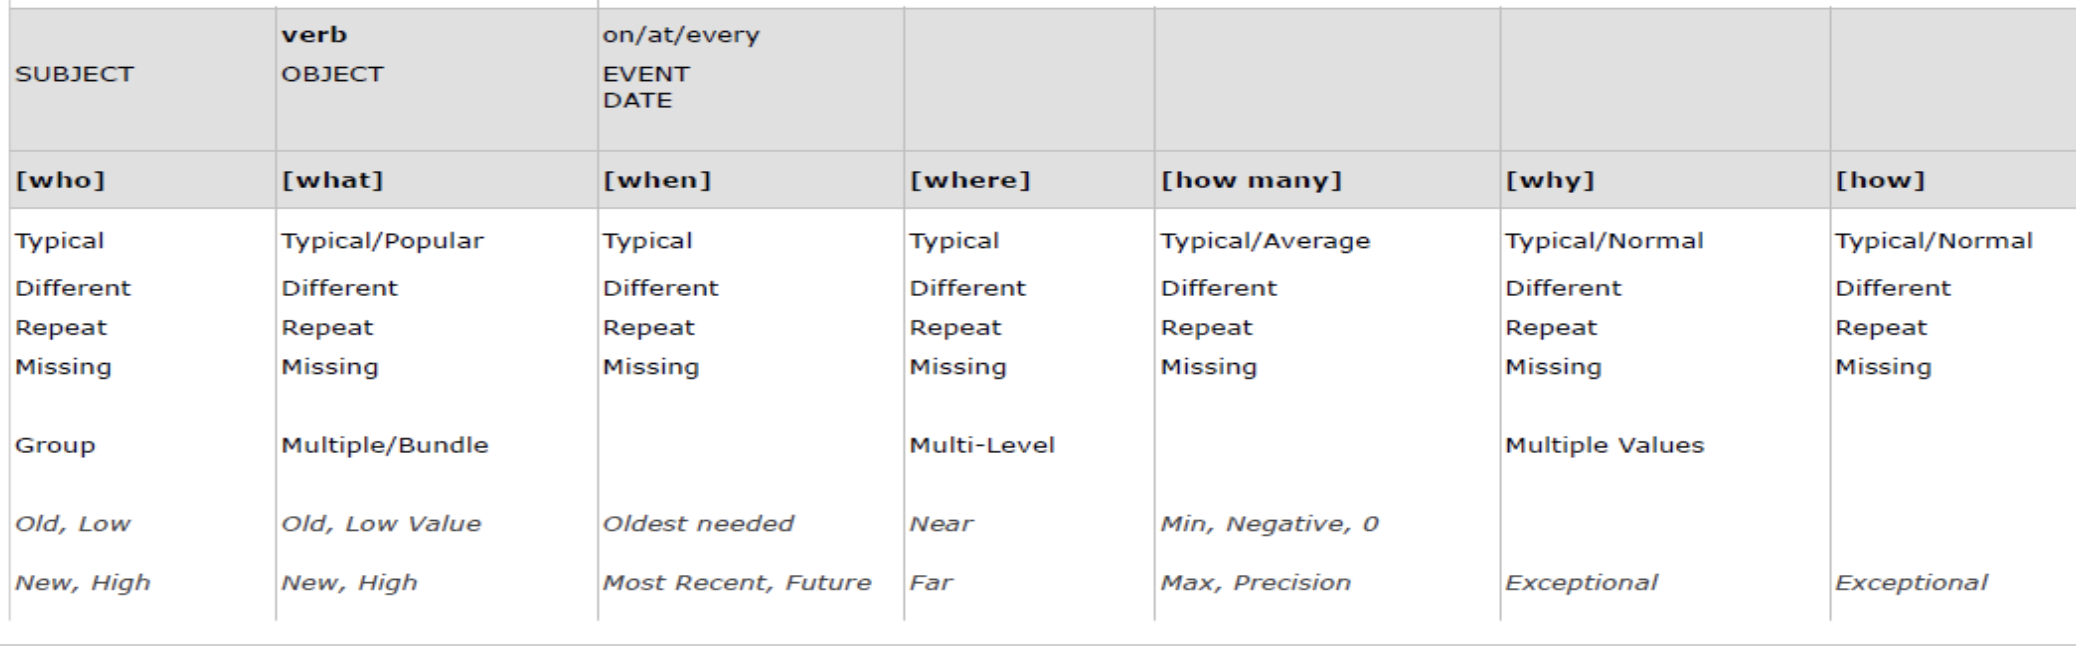 verb on/at/every
SUBJECT OBJECT EVENT
DATE
[who] [what] [when] [where] [how many] [why] [how]
Typical Typical/Popular Typical Typical Typical/Average Typical/Normal Typical/Normal
Different Different Different Different Different Different Different
Repeat Repeat Repeat Repeat Repeat Repeat Repeat
Missing Missing Missing Missing Missing Missing Missing
Group Multiple/Bundle Multi-Level Multiple Values
Old, Low Old, Low Value Oldest needed Near Min, Negative, 0
New, High New, High Most Recent, Future Far Max, Precision Exceptional Exceptional